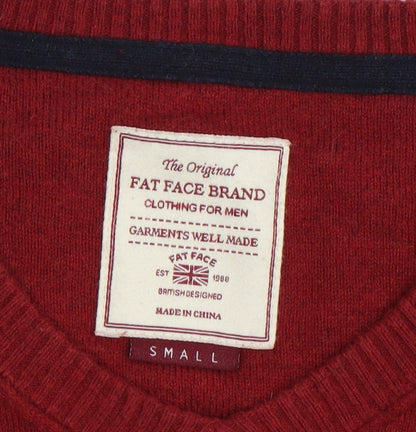 The Original
FAT FACE BRAND
CLOTHING FOR MEN
GARMENTS WELL MADE
FAT FACE
EST 1988
BRITISH DESIGNED
MADE IN CHINA
SMALL